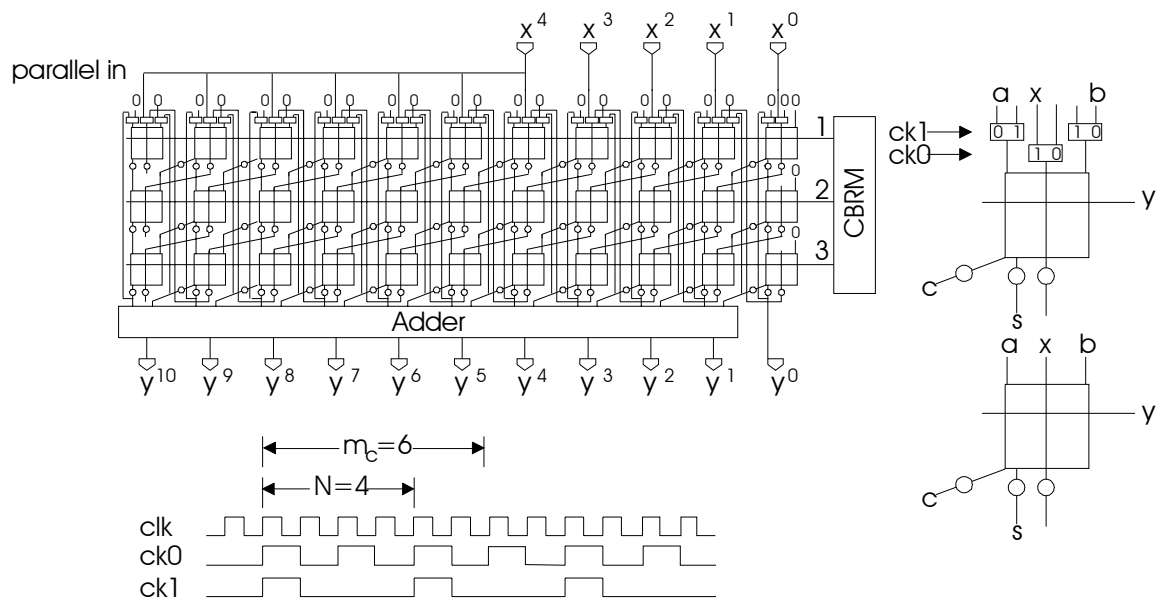 x4 x3 x2 x1 x0
parallel in
0 0 0 0 0 0 0 0 0 0 0 0 0 0 0 0 0 0 0 0 0
1
0
2
0
3
CBRM
Adder
y10 y9 y8 y7 y6 y5 y4 y3 y2 y1 y0
a x b
ck1 0 1 1 0
ck0 1 0
y
c
s
a x b
y
c
s
mc=6
N=4
clk
ck0
ck1